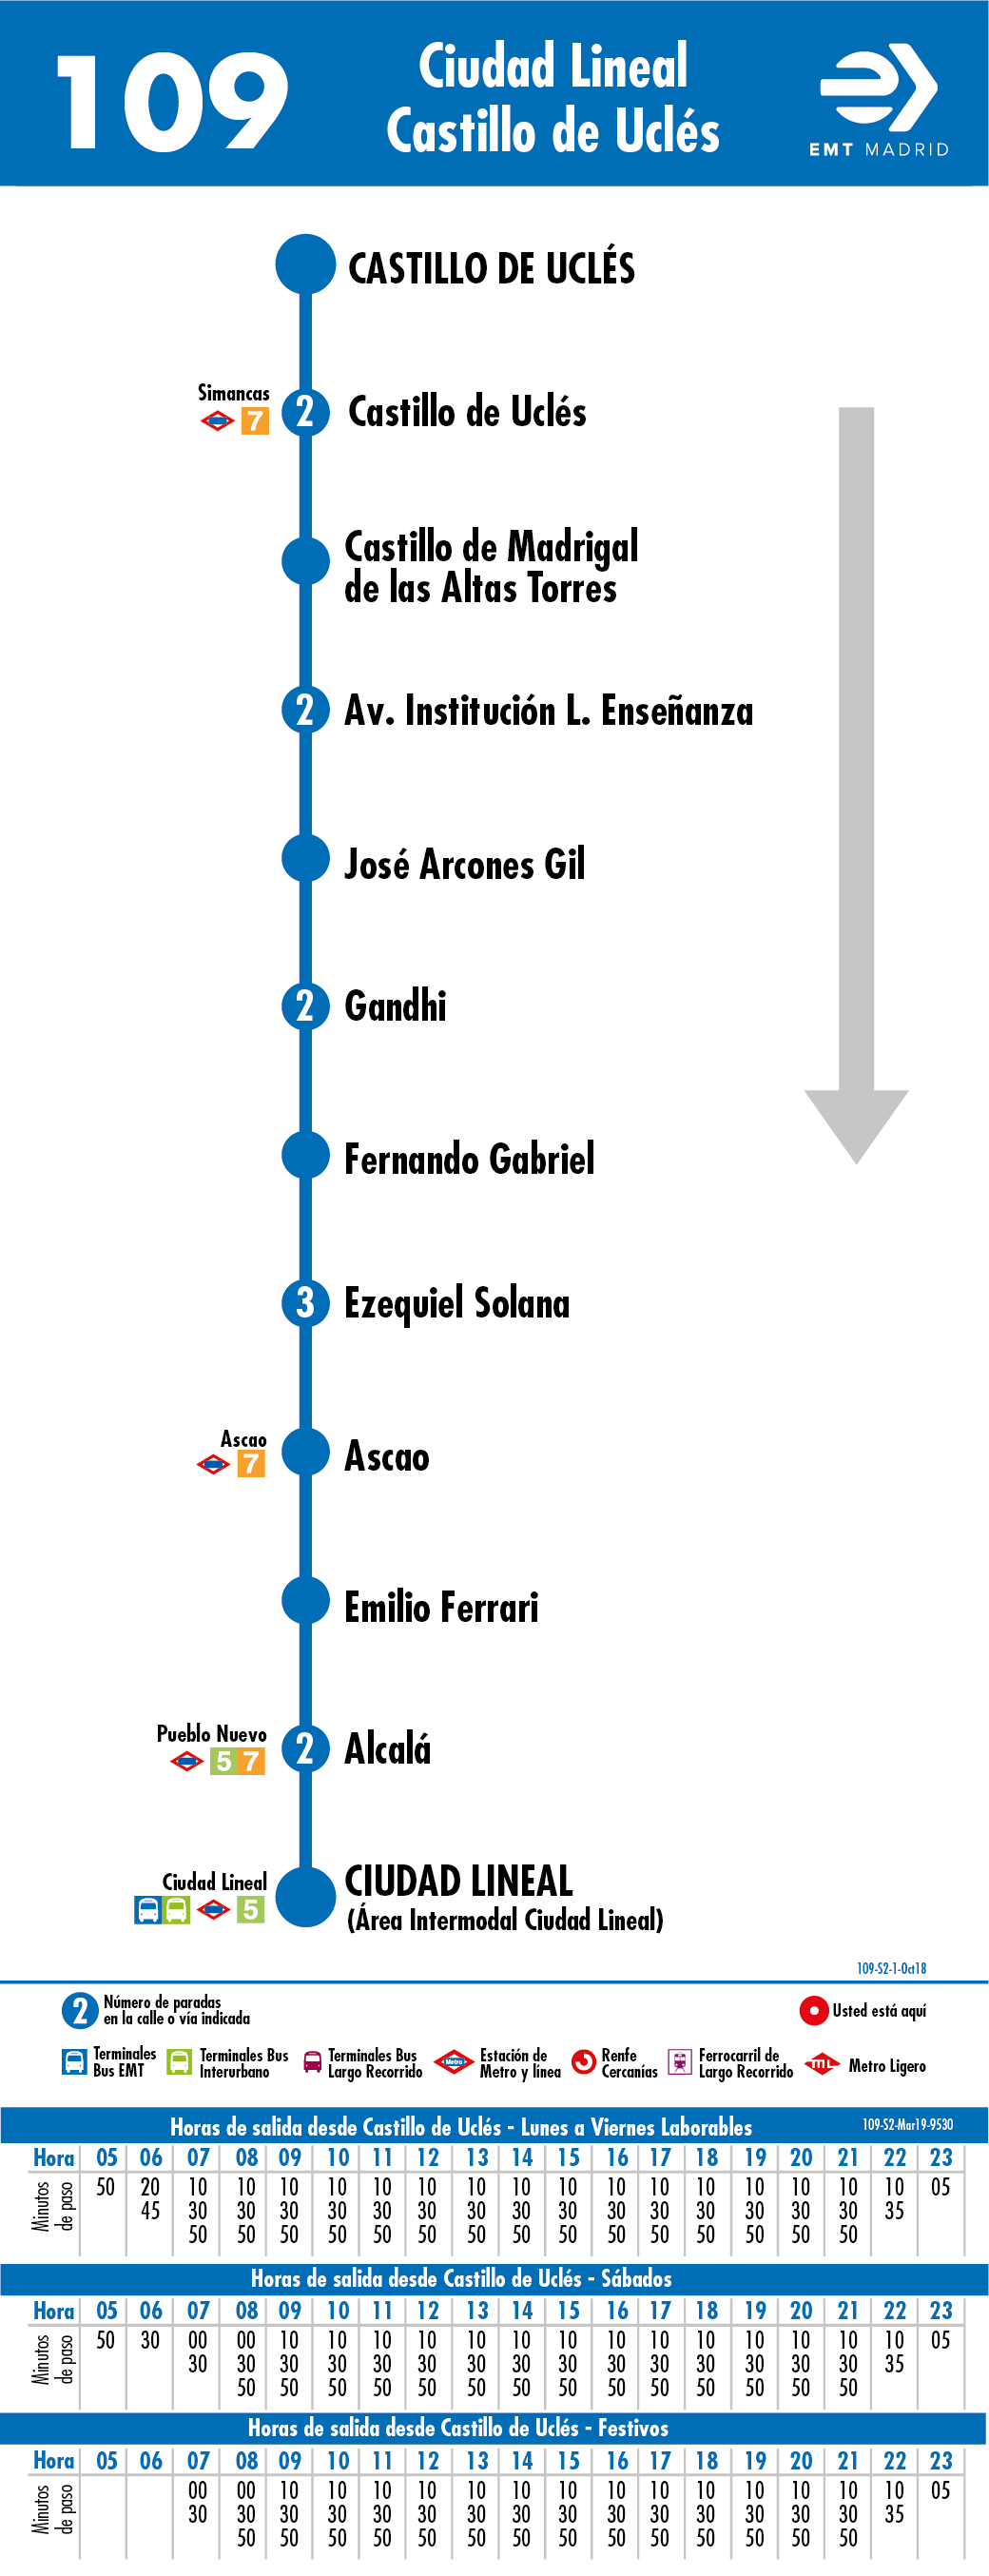 109
Ciudad Lineal
Castillo de Uclés
EMT MADRID
CASTILLO DE UCLÉS
Simancas
7
2 Castillo de Uclés
Castillo de Madrigal
de las Altas Torres
2 Av. Institución L. Enseñanza
José Arcones Gil
2 Gandhi
Fernando Gabriel
3 Ezequiel Solana
Ascao
7
Ascao
Emilio Ferrari
Pueblo Nuevo
5 7
2 Alcalá
Ciudad Lineal
5
CIUDAD LINEAL
(Área Intermodal Ciudad Lineal)
109-S2-1-Oct18
2 Número de paradas
en la calle o vía indicada
Usted está aquí
Terminales
Bus EMT
Terminales Bus
Interurbano
Terminales Bus
Largo Recorrido
Metro
Estación de
Metro y línea
Renfe
Cercanías
Ferrocarril de
Largo Recorrido
ML
Metro Ligero
Horas de salida desde Castillo de Uclés - Lunes a Viernes Laborables 109-S2-Mar19-9530
Hora 05 06 07 08 09 10 11 12 13 14 15 16 17 18 19 20 21 22 23
Minutos
de paso
50 20 10 10 10 10 10 10 10 10 10 10 10 10 10 10 10 10 05
45 30 30 30 30 30 30 30 30 30 30 30 30 30 30 30 35
50 50 50 50 50 50 50 50 50 50 50 50 50 50 50
Horas de salida desde Castillo de Uclés - Sábados
Hora 05 06 07 08 09 10 11 12 13 14 15 16 17 18 19 20 21 22 23
Minutos
de paso
50 30 00 00 10 10 10 10 10 10 10 10 10 10 10 10 10 10 05
30 30 30 30 30 30 30 30 30 30 30 30 30 30 30 35
50 50 50 50 50 50 50 50 50 50 50 50 50 50
Horas de salida desde Castillo de Uclés - Festivos
Hora 05 06 07 08 09 10 11 12 13 14 15 16 17 18 19 20 21 22 23
Minutos
de paso
00 00 10 10 10 10 10 10 10 10 10 10 10 10 10 10 05
30 30 30 30 30 30 30 30 30 30 30 30 30 30 30 35
50 50 50 50 50 50 50 50 50 50 50 50 50 50